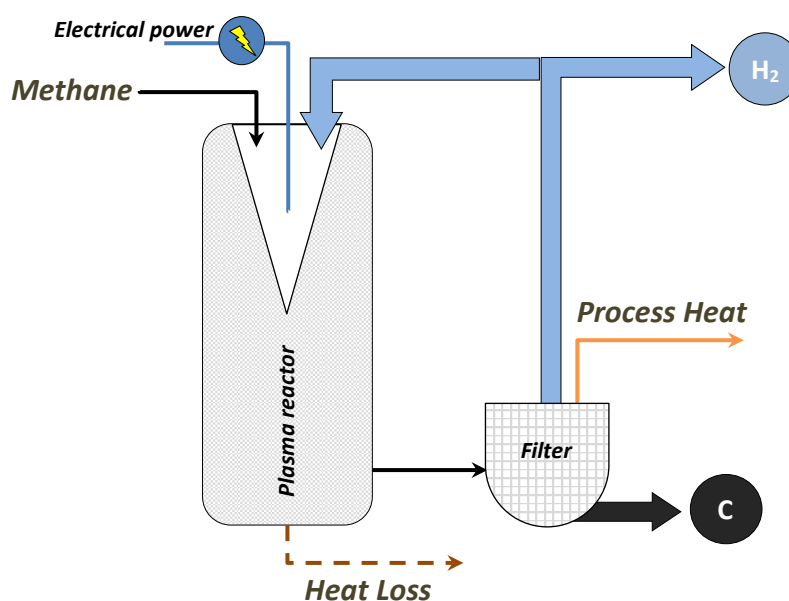 Electrical power
Methane
H₂
Process Heat
Plasma reactor
Filter
C
Heat Loss